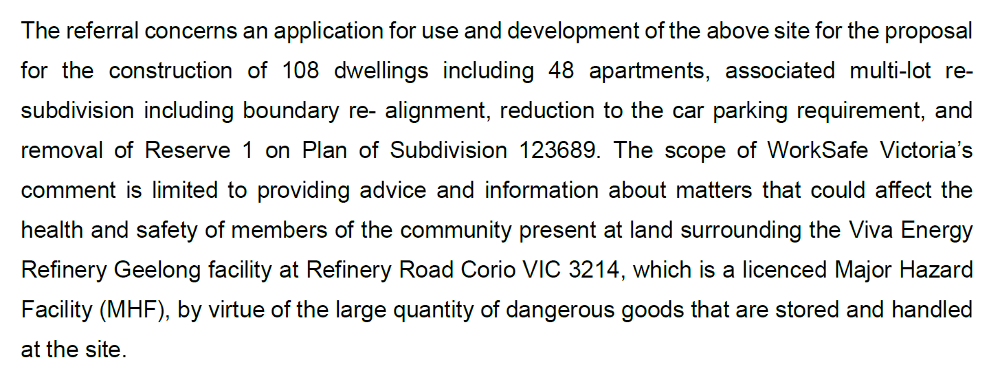 The referral concerns an application for use and development of the above site for the proposal
for the construction of 108 dwellings including 48 apartments, associated multi-lot re-
subdivision including boundary re- alignment, reduction to the car parking requirement, and
removal of Reserve 1 on Plan of Subdivision 123689. The scope of WorkSafe Victoria’s
comment is limited to providing advice and information about matters that could affect the
health and safety of members of the community present at land surrounding the Viva Energy
Refinery Geelong facility at Refinery Road Corio VIC 3214, which is a licenced Major Hazard
Facility (MHF), by virtue of the large quantity of dangerous goods that are stored and handled
at the site.